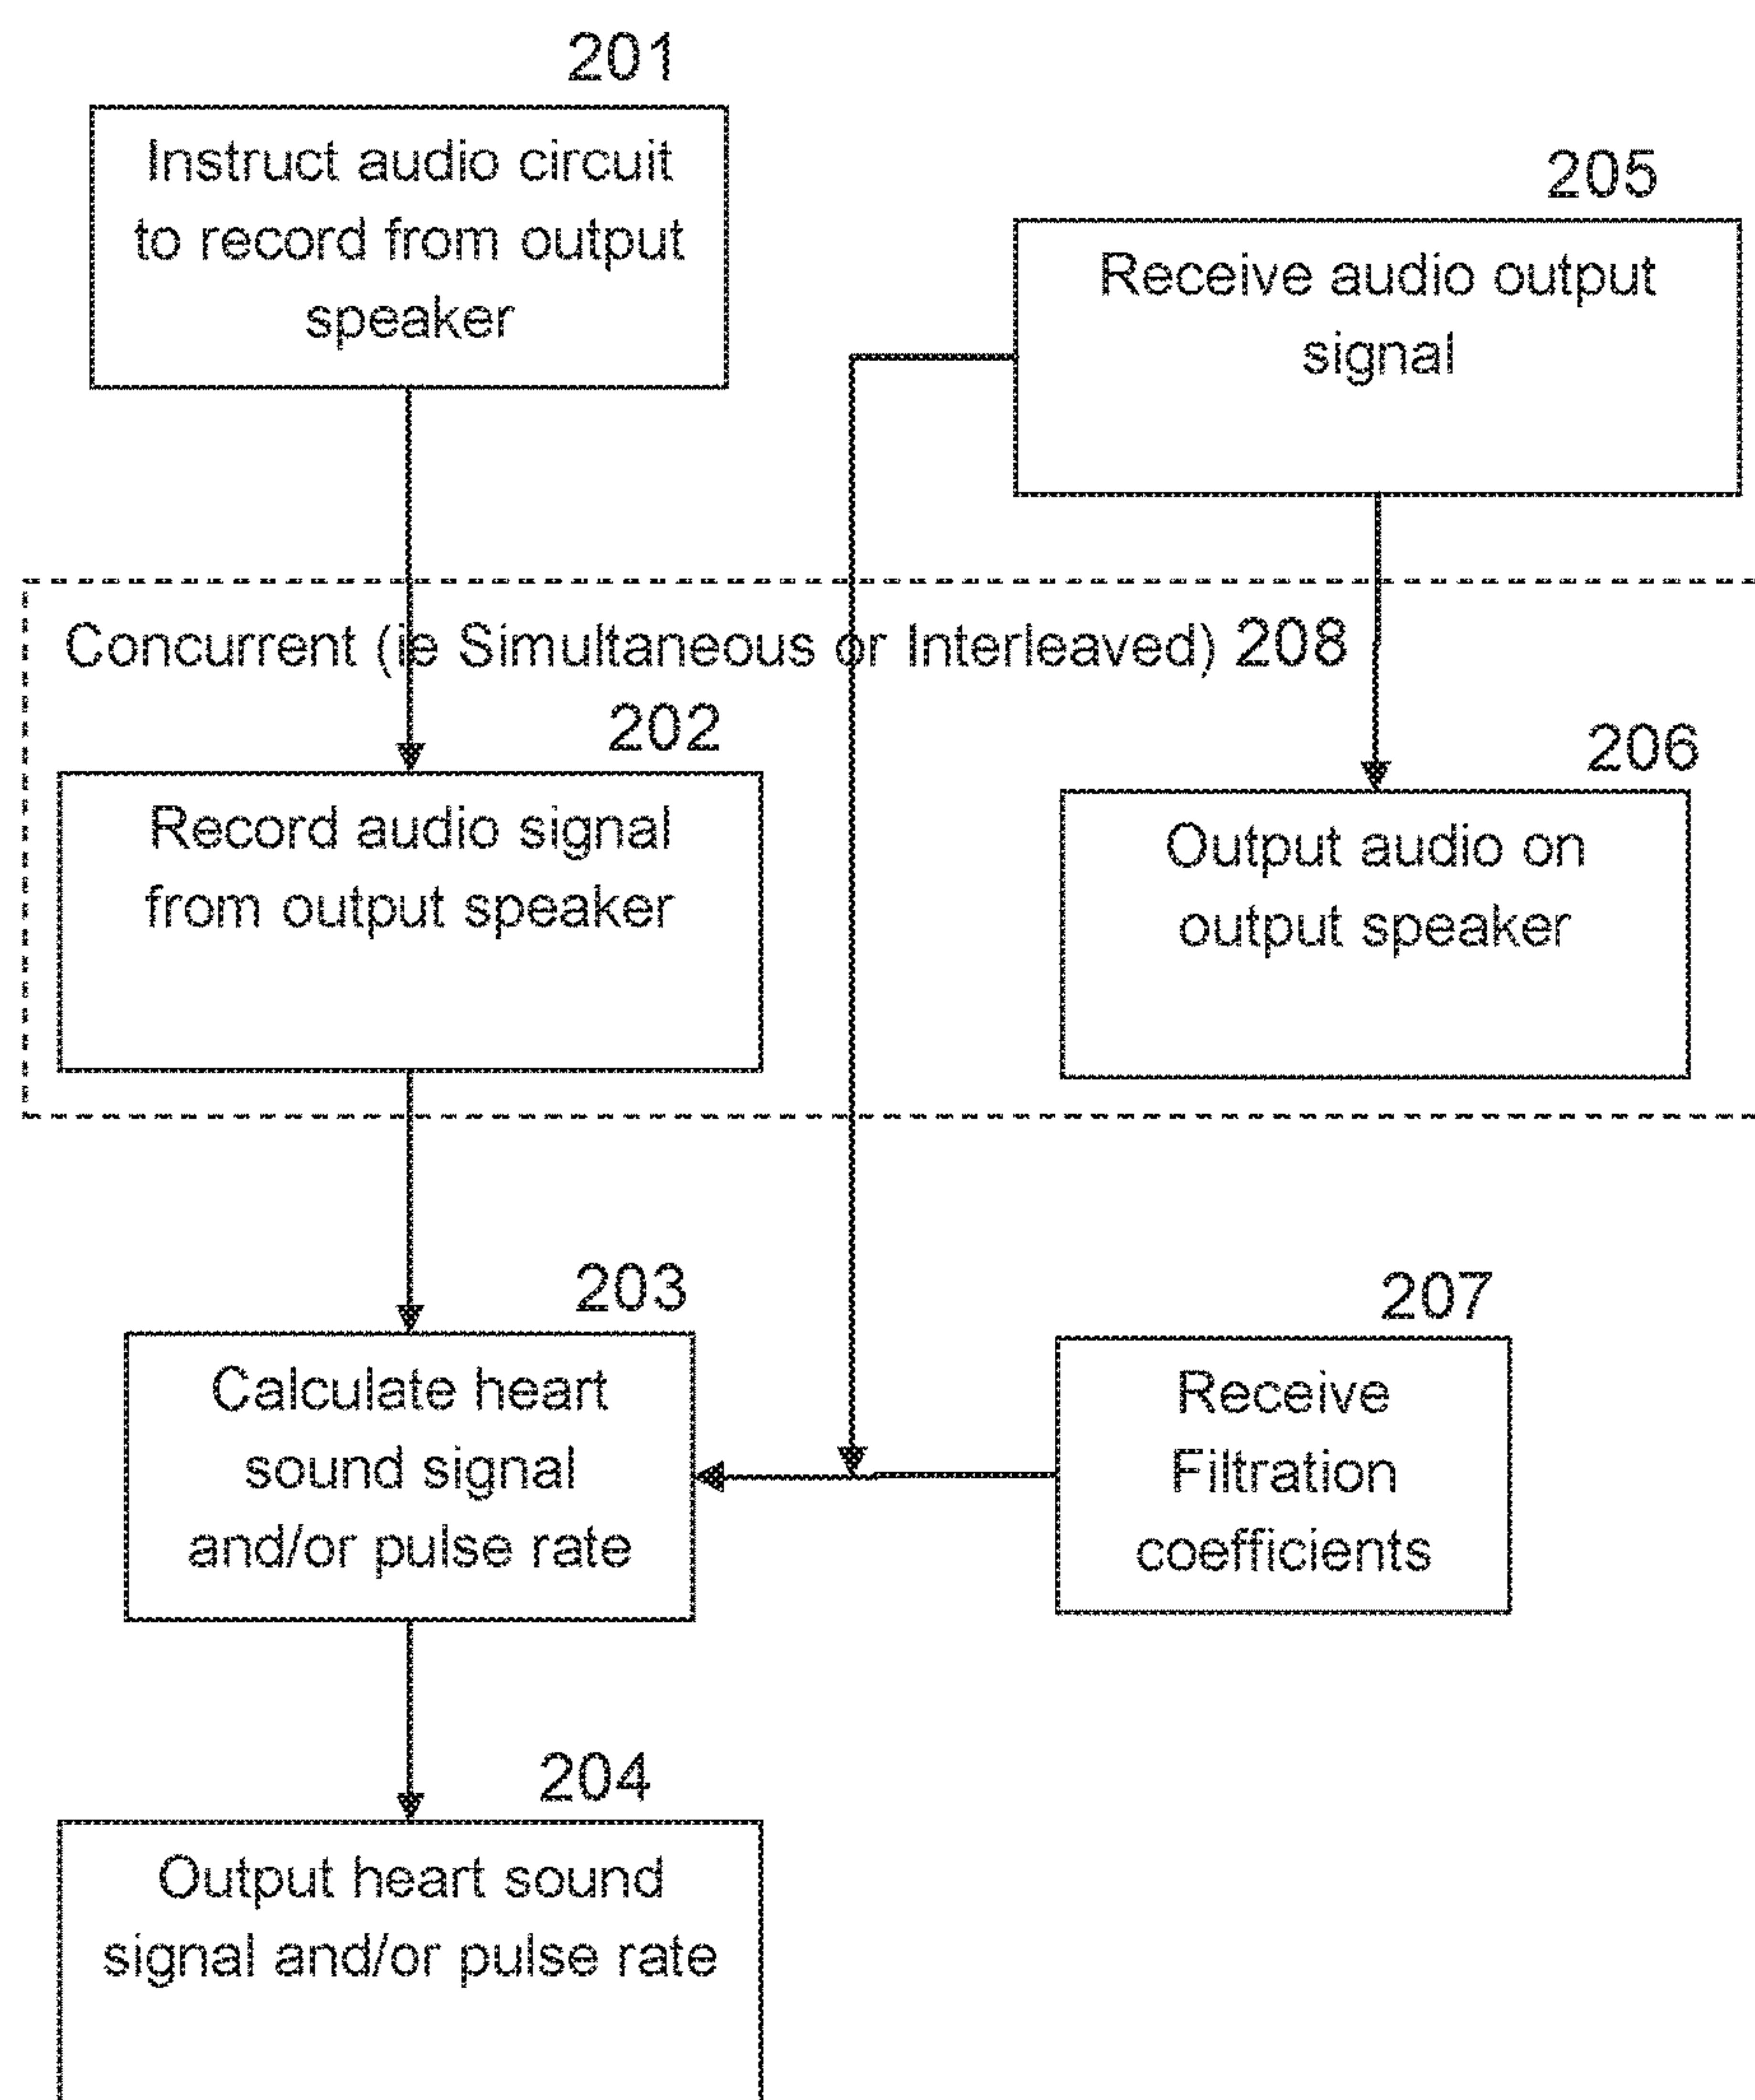 201
Instruct audio circuit
to record from output
speaker
205
Receive audio output
signal
Concurrent (ie Simultaneous or Interleaved) 208
202
Record audio signal
from output speaker
206
Output audio on
output speaker
203
Calculate heart
sound signal
and/or pulse rate
207
Receive
Filtration
coefficients
204
Output heart sound
signal and/or pulse rate